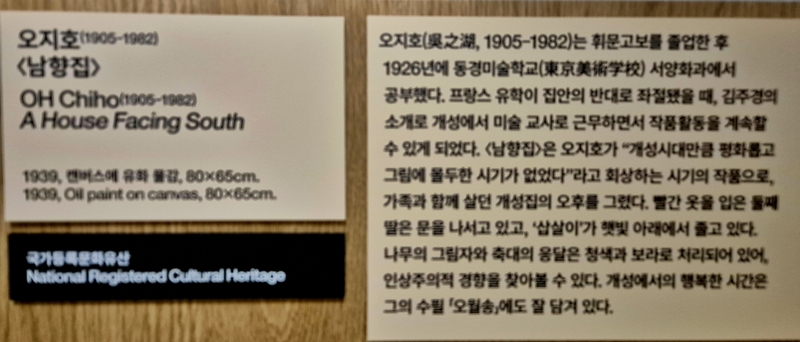 오지호(1905-1982)
〈남향집〉
OH Chiho(1905-1982)
A House Facing South
1939, 캔버스에 유화 물감, 80×65cm.
1939, Oil paint on canvas, 80×65cm.
국가등록문화유산
National Registered Cultural Heritage
오지호(吳之湖, 1905-1982)는 휘문고보를 졸업한 후
1926년에 동경미술학교(東京美術学校) 서양화과에서
공부했다. 프랑스 유학이 집안의 반대로 좌절됐을 때, 김주경의
소개로 개성에서 미술 교사로 근무하면서 작품활동을 계속할
수 있게 되었다. 〈남향집〉은 오지호가 “개성시대만큼 평화롭고
그림에 몰두한 시기가 없었다”라고 회상하는 시기의 작품으로,
가족과 함께 살던 개성집의 오후를 그렸다. 빨간 옷을 입은 둘째
딸은 문을 나서고 있고, ‘삽살이’가 햇빛 아래에서 졸고 있다.
나무의 그림자와 축대의 응달은 청색과 보라로 처리되어 있어,
인상주의적 경향을 찾아볼 수 있다. 개성에서의 행복한 시간은
그의 수필 「오월송」에도 잘 담겨 있다.